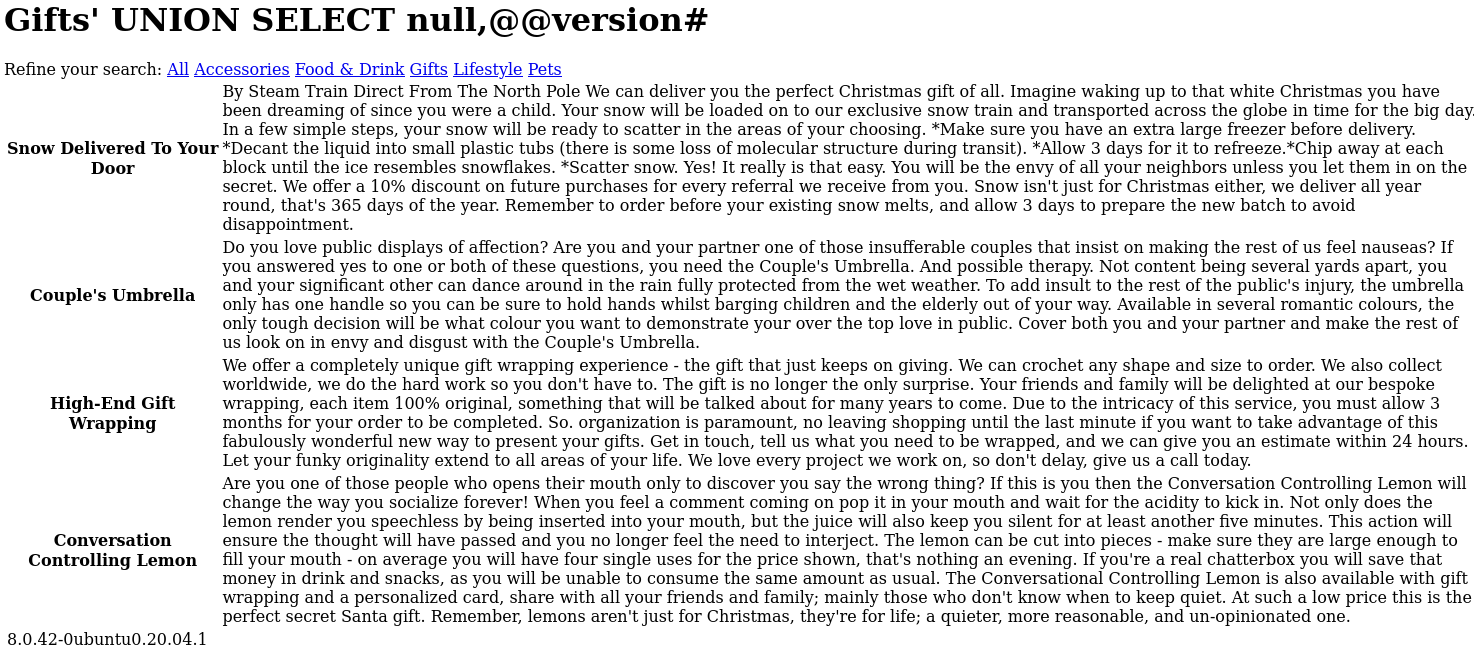 Gifts' UNION SELECT null,@@version#
Refine your search: All Accessories Food & Drink Gifts Lifestyle Pets
Snow Delivered To Your
Door
By Steam Train Direct From The North Pole We can deliver you the perfect Christmas gift of all. Imagine waking up to that white Christmas you have
been dreaming of since you were a child. Your snow will be loaded on to our exclusive snow train and transported across the globe in time for the big day.
In a few simple steps, your snow will be ready to scatter in the areas of your choosing. *Make sure you have an extra large freezer before delivery.
*Decant the liquid into small plastic tubs (there is some loss of molecular structure during transit). *Allow 3 days for it to refreeze.*Chip away at each
block until the ice resembles snowflakes. *Scatter snow. Yes! It really is that easy. You will be the envy of all your neighbors unless you let them in on the
secret. We offer a 10% discount on future purchases for every referral we receive from you. Snow isn't just for Christmas either, we deliver all year
round, that's 365 days of the year. Remember to order before your existing snow melts, and allow 3 days to prepare the new batch to avoid
disappointment.
Couple's Umbrella
Do you love public displays of affection? Are you and your partner one of those insufferable couples that insist on making the rest of us feel nauseas? If
you answered yes to one or both of these questions, you need the Couple's Umbrella. And possible therapy. Not content being several yards apart, you
and your significant other can dance around in the rain fully protected from the wet weather. To add insult to the rest of the public's injury, the umbrella
only has one handle so you can be sure to hold hands whilst barging children and the elderly out of your way. Available in several romantic colours, the
only tough decision will be what colour you want to demonstrate your over the top love in public. Cover both you and your partner and make the rest of
us look on in envy and disgust with the Couple's Umbrella.
High-End Gift
Wrapping
We offer a completely unique gift wrapping experience - the gift that just keeps on giving. We can crochet any shape and size to order. We also collect
worldwide, we do the hard work so you don't have to. The gift is no longer the only surprise. Your friends and family will be delighted at our bespoke
wrapping, each item 100% original, something that will be talked about for many years to come. Due to the intricacy of this service, you must allow 3
months for your order to be completed. So. organization is paramount, no leaving shopping until the last minute if you want to take advantage of this
fabulously wonderful new way to present your gifts. Get in touch, tell us what you need to be wrapped, and we can give you an estimate within 24 hours.
Let your funky originality extend to all areas of your life. We love every project we work on, so don't delay, give us a call today.
Conversation
Controlling Lemon
Are you one of those people who opens their mouth only to discover you say the wrong thing? If this is you then the Conversation Controlling Lemon will
change the way you socialize forever! When you feel a comment coming on pop it in your mouth and wait for the acidity to kick in. Not only does the
lemon render you speechless by being inserted into your mouth, but the juice will also keep you silent for at least another five minutes. This action will
ensure the thought will have passed and you no longer feel the need to interject. The lemon can be cut into pieces - make sure they are large enough to
fill your mouth - on average you will have four single uses for the price shown, that's nothing an evening. If you're a real chatterbox you will save that
money in drink and snacks, as you will be unable to consume the same amount as usual. The Conversational Controlling Lemon is also available with gift
wrapping and a personalized card, share with all your friends and family; mainly those who don't know when to keep quiet. At such a low price this is the
perfect secret Santa gift. Remember, lemons aren't just for Christmas, they're for life; a quieter, more reasonable, and un-opinionated one.
8.0.42-0ubuntu0.20.04.1